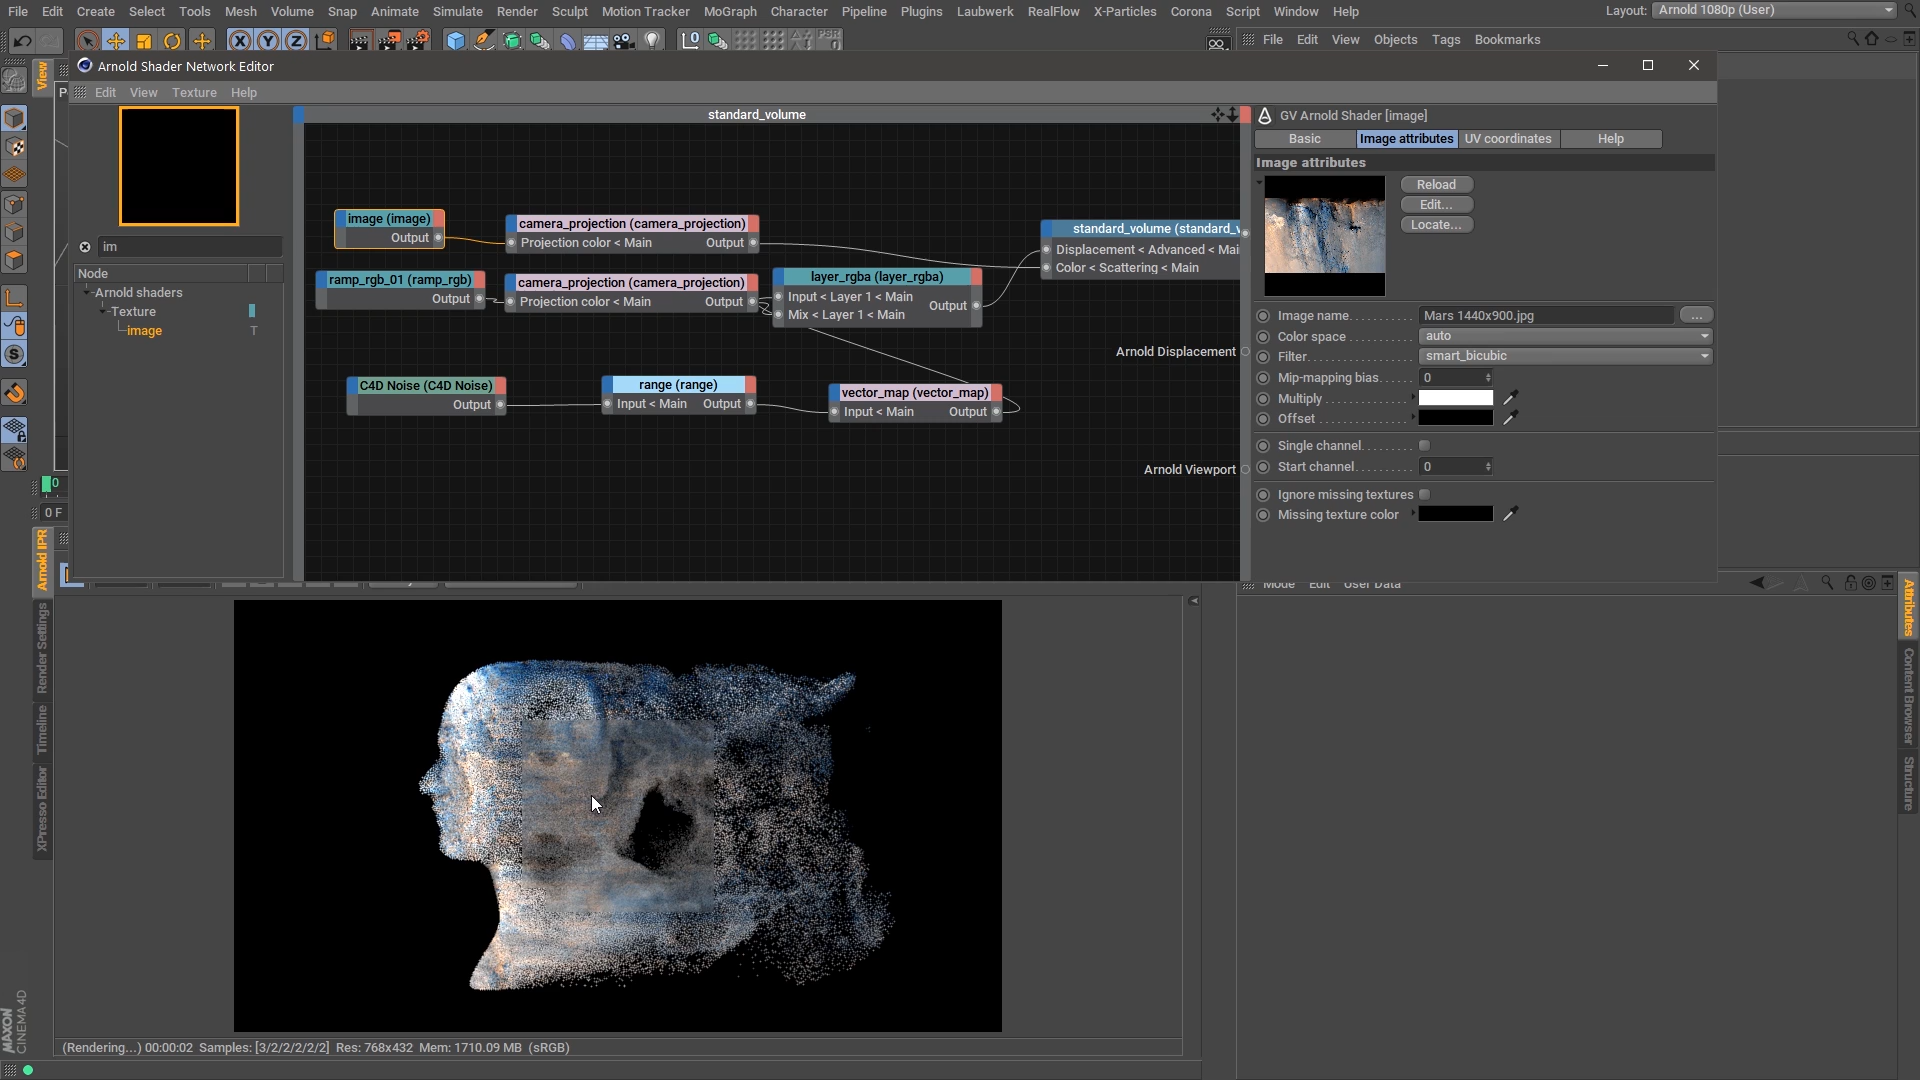 File Edit Create Select Tools Mesh Volume Snap Animate Simulate Render Sculpt Motion Tracker MoGraph Character Pipeline Plugins Laubwerk RealFlow X-Particles Corona Script Window Help
Layout: Arnold 1080p (User)
X Y Z
PSR
File Edit View Objects Tags Bookmarks
View
Arnold Shader Network Editor
Edit View Texture Help
standard_volume
GV Arnold Shader [image]
Basic Image attributes UV coordinates Help
Image attributes
Reload
Edit...
Locate...
im
Node
Arnold shaders
Texture
image T
image (image)
Output
camera_projection (camera_projection)
Projection color < Main Output
ramp_rgb_01 (ramp_rgb)
Output
camera_projection (camera_projection)
Projection color < Main Output
layer_rgba (layer_rgba)
Input < Layer 1 < Main
Output
Mix < Layer 1 < Main
standard_volume (standard_v
Displacement < Advanced < Mai
Color < Scattering < Main
Arnold Displacement
C4D Noise (C4D Noise)
Output
range (range)
Input < Main Output
vector_map (vector_map)
Input < Main Output
Arnold Viewport
Image name. . . . . . . . . . . Mars 1440x900.jpg ...
Color space . . . . . . . . . . auto
Filter. . . . . . . . . . . . . . . . smart_bicubic
Mip-mapping bias. . . . . . 0
Multiply . . . . . . . . . . . . .
Offset . . . . . . . . . . . . . .
Single channel. . . . . . . .
Start channel. . . . . . . . . . 0
Ignore missing textures
Missing texture color
0
0 F
Arnold IPR
Render Settings
Timeline
XPresso Editor
MAXON
CINEMA 4D
Mode Edit User Data
Attributes
Content Browser
Structure
(Rendering...) 00:00:02 Samples: [3/2/2/2/2/2] Res: 768x432 Mem: 1710.09 MB (sRGB)